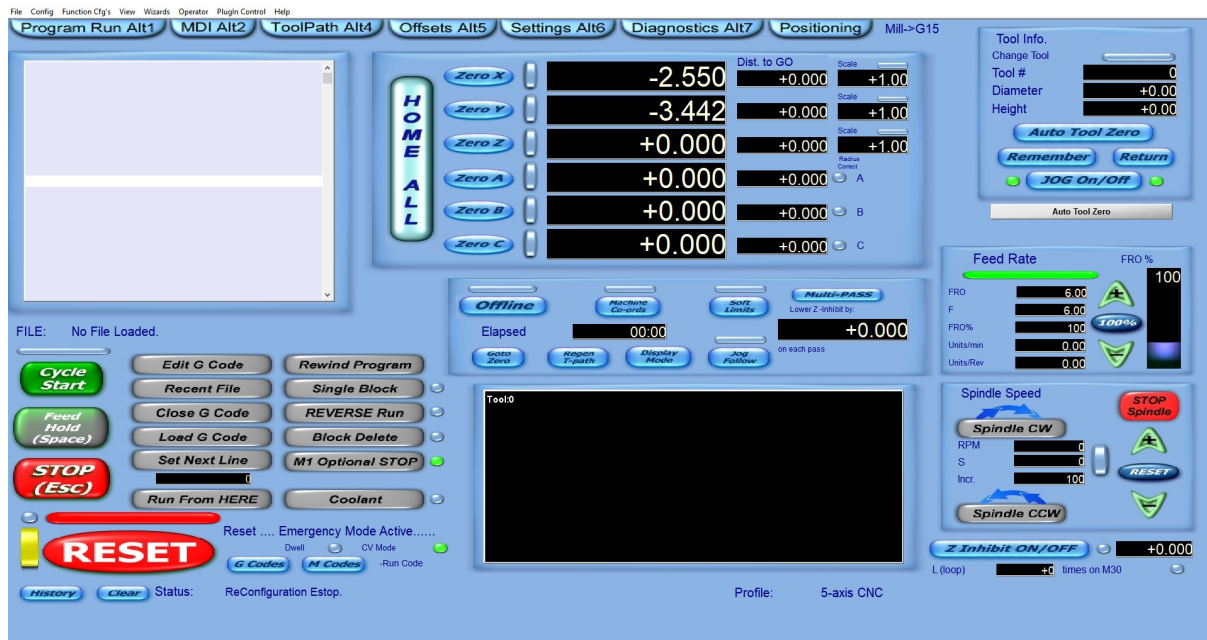 File Config Function Cfg's View Wizards Operator PlugIn Control Help
Program Run Alt1 MDI Alt2 ToolPath Alt4 Offsets Alt5 Settings Alt6 Diagnostics Alt7 Positioning Mill->G15
FILE: No File Loaded.
HOME ALL
Dist. to GO
Zero X -2.550 +0.000 Scale +1.00
Zero Y -3.442 +0.000 Scale +1.00
Zero Z +0.000 +0.000 Scale +1.00
Radius
Correct
Zero A +0.000 +0.000 A
Zero B +0.000 +0.000 B
Zero C +0.000 +0.000 C
Tool Info.
Change Tool
Tool # 0
Diameter +0.00
Height +0.00
Auto Tool Zero
Remember Return
JOG On/Off
Auto Tool Zero
Offline
Machine
Co-ords
Soft
Limits
Multi-PASS
Lower Z -Inhibit by:
+0.000
on each pass
Elapsed 00:00
Goto
Zero
Regen
T-path
Display
Mode
Jog
Follow
Feed Rate FRO %
100
FRO 6.00
F 6.00
FRO% 100
100%
Units/min 0.00
Units/Rev 0.00
Cycle
Start
Feed
Hold
(Space)
STOP
(Esc)
Edit G Code Rewind Program
Recent File Single Block
Close G Code REVERSE Run
Load G Code Block Delete
Set Next Line M1 Optional STOP
0
Run From HERE Coolant
Tool:0
Spindle Speed
STOP
Spindle
Spindle CW
RPM 0
S 0
RESET
Incr. 100
Spindle CCW
RESET
Reset .... Emergency Mode Active......
Dwell CV Mode
G Codes M Codes -Run Code
Z Inhibit ON/OFF +0.000
L (loop) +0 times on M30
History Clear Status: ReConfiguration Estop.
Profile: 5-axis CNC